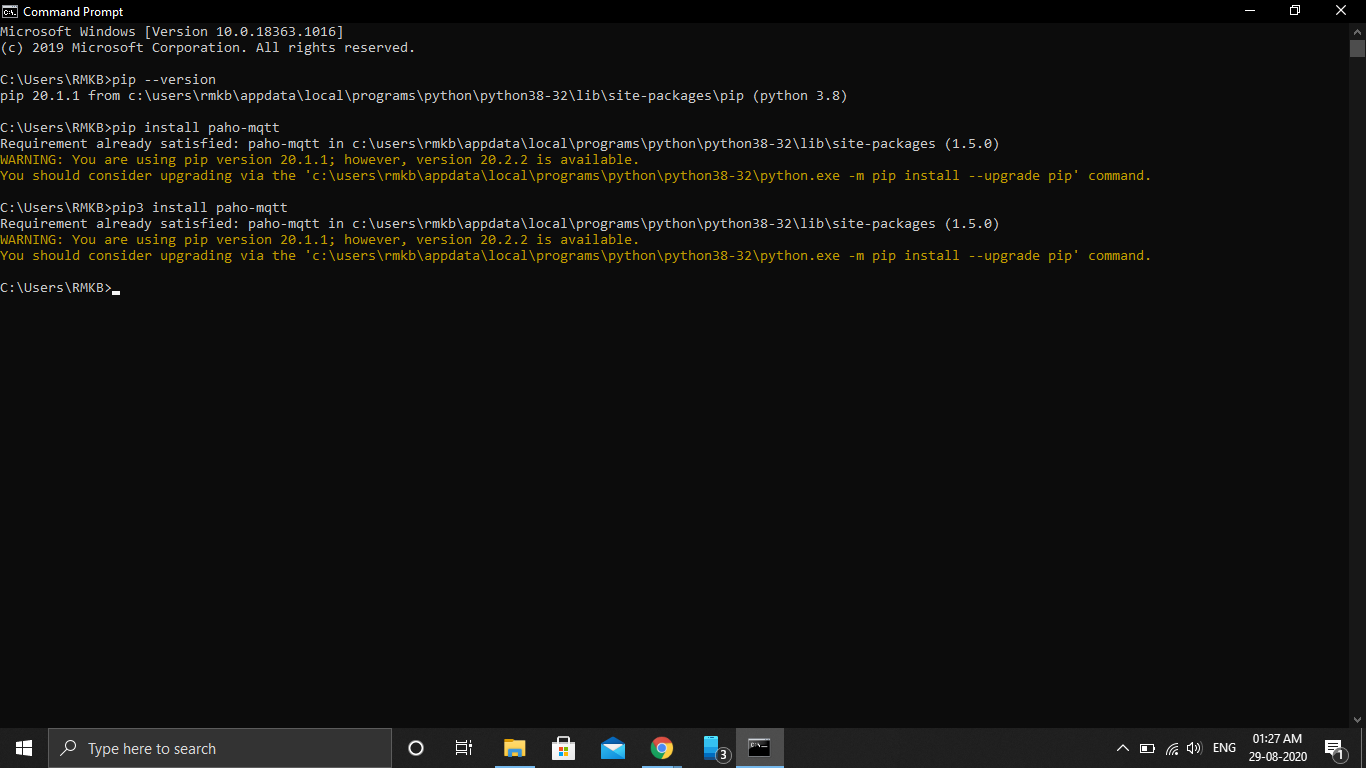 Command Prompt
Microsoft Windows [Version 10.0.18363.1016]
(c) 2019 Microsoft Corporation. All rights reserved.
C:\Users\RMKB>pip --version
pip 20.1.1 from c:\users\rmkb\appdata\local\programs\python\python38-32\lib\site-packages\pip (python 3.8)
C:\Users\RMKB>pip install paho-mqtt
Requirement already satisfied: paho-mqtt in c:\users\rmkb\appdata\local\programs\python\python38-32\lib\site-packages (1.5.0)
WARNING: You are using pip version 20.1.1; however, version 20.2.2 is available.
You should consider upgrading via the 'c:\users\rmkb\appdata\local\programs\python\python38-32\python.exe -m pip install --upgrade pip' command.
C:\Users\RMKB>pip3 install paho-mqtt
Requirement already satisfied: paho-mqtt in c:\users\rmkb\appdata\local\programs\python\python38-32\lib\site-packages (1.5.0)
WARNING: You are using pip version 20.1.1; however, version 20.2.2 is available.
You should consider upgrading via the 'c:\users\rmkb\appdata\local\programs\python\python38-32\python.exe -m pip install --upgrade pip' command.
C:\Users\RMKB>
Type here to search
3
ENG
01:27 AM
29-08-2020
1